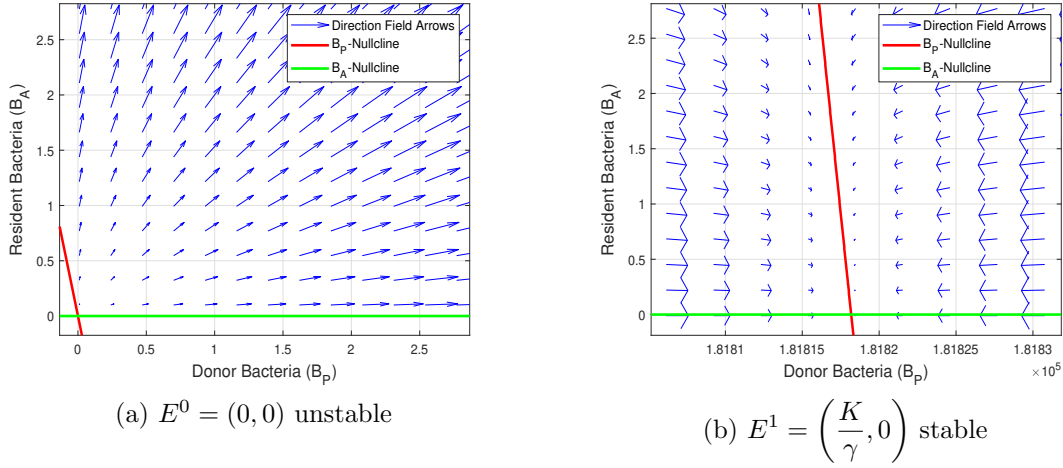 Direction Field Arrows
B_P-Nullcline
B_A-Nullcline
2.5
2
1.5
1
0.5
0
Resident Bacteria (B_A)
0 0.5 1 1.5 2 2.5
Donor Bacteria (B_P)
(a) E^0 = (0, 0) unstable
Direction Field Arrows
B_P-Nullcline
B_A-Nullcline
2.5
2
1.5
1
0.5
0
Resident Bacteria (B_A)
1.8181 1.81815 1.8182 1.81825 1.8183
× 10^5
Donor Bacteria (B_P)
(b) E^1 = (K/γ, 0) stable